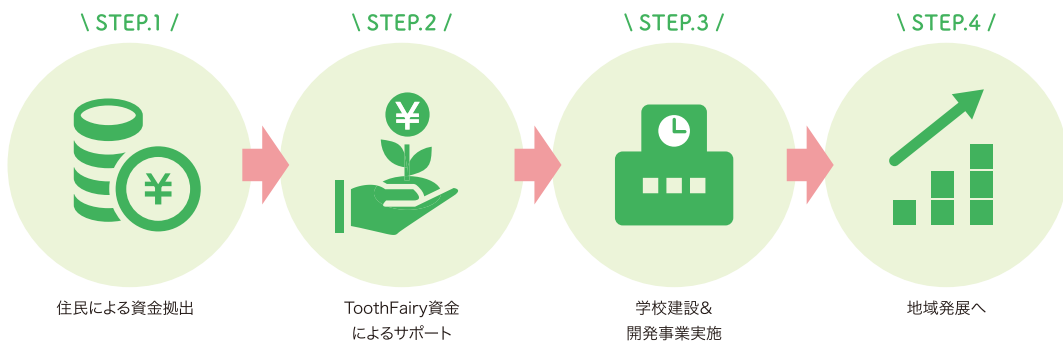 \ STEP.1 /
\ STEP.2 /
\ STEP.3 /
\ STEP.4 /
¥
¥
住民による資金拠出
ToothFairy資金
によるサポート
学校建設&
開発事業実施
地域発展へ